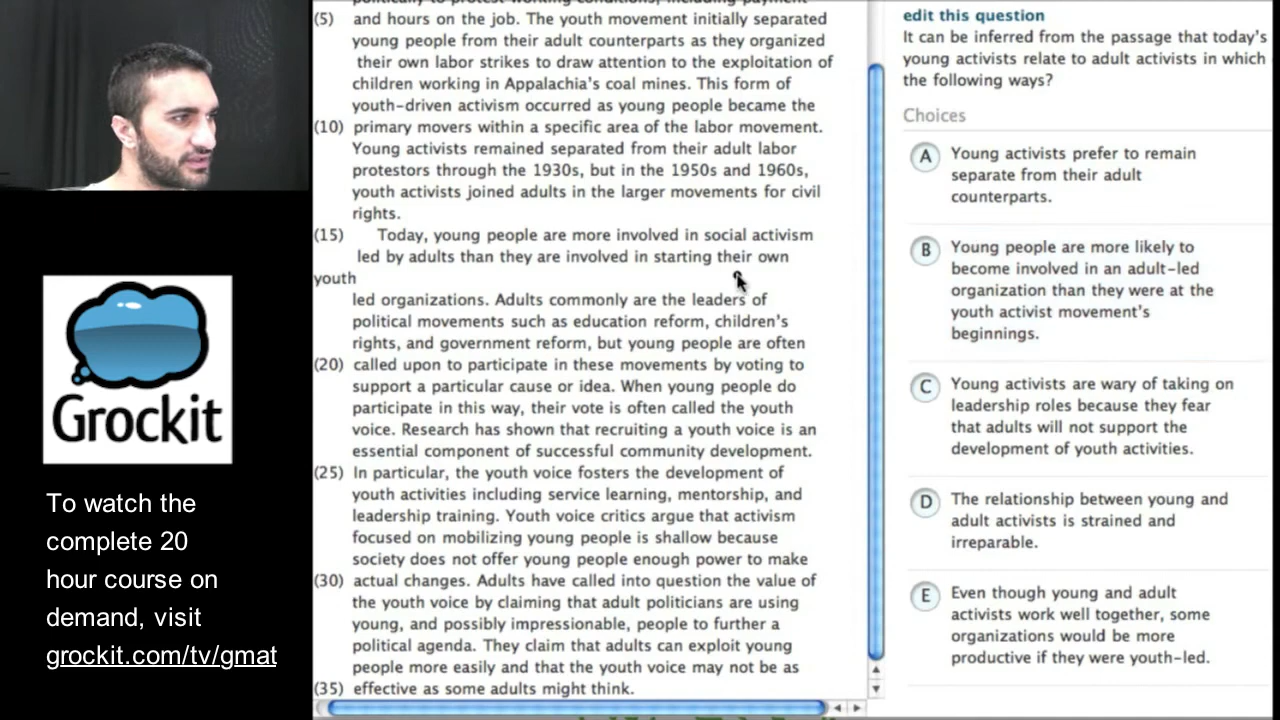 politically to protest working conditions, including payment
(5) and hours on the job. The youth movement initially separated
young people from their adult counterparts as they organized
their own labor strikes to draw attention to the exploitation of
children working in Appalachia's coal mines. This form of
youth-driven activism occurred as young people became the
(10) primary movers within a specific area of the labor movement.
Young activists remained separated from their adult labor
protestors through the 1930s, but in the 1950s and 1960s,
youth activists joined adults in the larger movements for civil
rights.
(15) Today, young people are more involved in social activism
led by adults than they are involved in starting their own
youth
led organizations. Adults commonly are the leaders of
political movements such as education reform, children's
rights, and government reform, but young people are often
(20) called upon to participate in these movements by voting to
support a particular cause or idea. When young people do
participate in this way, their vote is often called the youth
voice. Research has shown that recruiting a youth voice is an
essential component of successful community development.
(25) In particular, the youth voice fosters the development of
youth activities including service learning, mentorship, and
leadership training. Youth voice critics argue that activism
focused on mobilizing young people is shallow because
society does not offer young people enough power to make
(30) actual changes. Adults have called into question the value of
the youth voice by claiming that adult politicians are using
young, and possibly impressionable, people to further a
political agenda. They claim that adults can exploit young
people more easily and that the youth voice may not be as
(35) effective as some adults might think.
edit this question
It can be inferred from the passage that today's
young activists relate to adult activists in which of
the following ways?
Choices
A Young activists prefer to remain
separate from their adult
counterparts.
B Young people are more likely to
become involved in an adult-led
organization than they were at the
youth activist movement's
beginnings.
C Young activists are wary of taking on
leadership roles because they fear
that adults will not support the
development of youth activities.
D The relationship between young and
adult activists is strained and
irreparable.
E Even though young and adult
activists work well together, some
organizations would be more
productive if they were youth-led.
Grockit
To watch the
complete 20
hour course on
demand, visit
grockit.com/tv/gmat